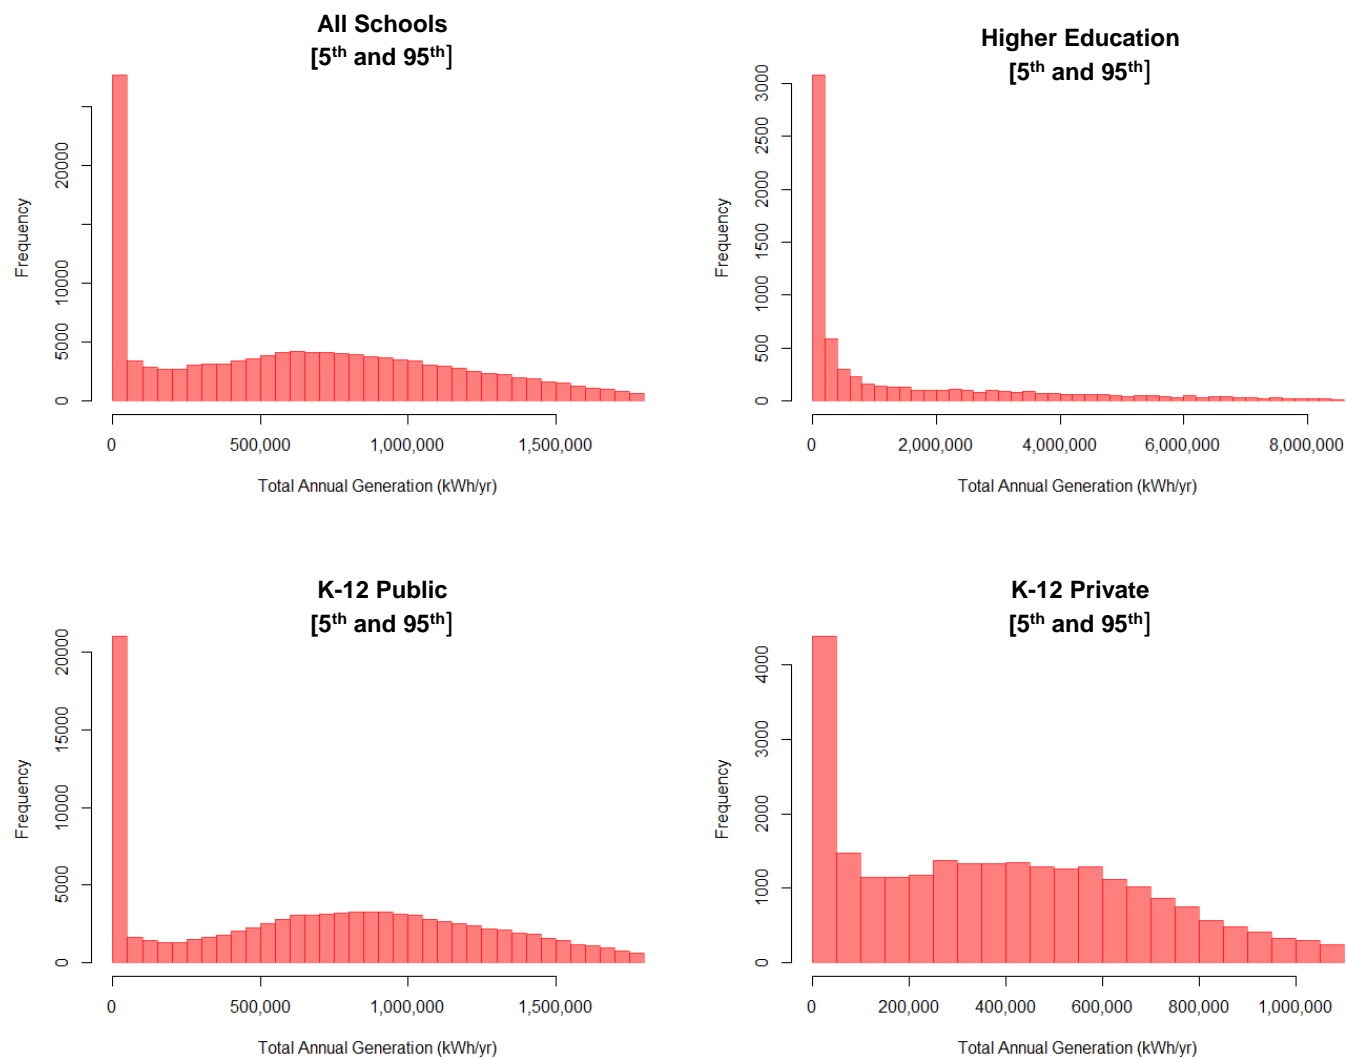 All Schools
[5th and 95th]
Frequency
0
5000
10000
20000
0
500,000
1,000,000
1,500,000
Total Annual Generation (kWh/yr)
Higher Education
[5th and 95th]
Frequency
0
500
1000
1500
2000
2500
3000
0
2,000,000
4,000,000
6,000,000
8,000,000
Total Annual Generation (kWh/yr)
K-12 Public
[5th and 95th]
Frequency
0
5000
10000
15000
20000
0
500,000
1,000,000
1,500,000
Total Annual Generation (kWh/yr)
K-12 Private
[5th and 95th]
Frequency
0
1000
2000
3000
4000
0
200,000
400,000
600,000
800,000
1,000,000
Total Annual Generation (kWh/yr)